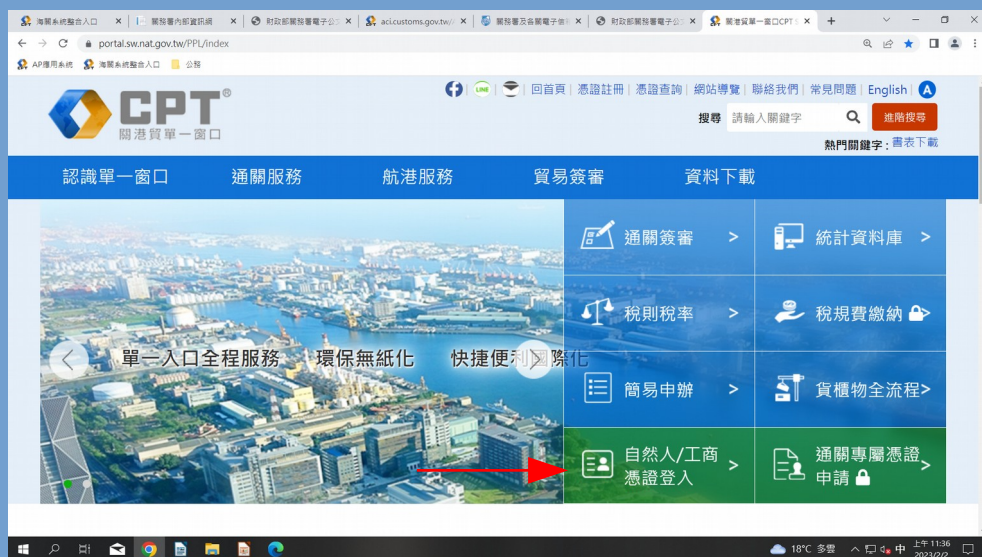 海關系統整合入口
關務署內部資訊網
財政部關務署電子公文
aci.customs.gov.tw/
關務署及各關電子信
財政部關務署電子公
關港貿單一窗口CPT
portal.sw.nat.gov.tw/PPL/index
AP應用系統
海關系統整合入口
公務
CPT®
關港貿單一窗口
LINE
回首頁| 憑證註冊| 憑證查詢| 網站導覽| 聯絡我們| 常見問題| English| A
搜尋 請輸入關鍵字 進階搜尋
熱門關鍵字 : 書表下載
認識單一窗口 通關服務 航港服務 貿易簽審 資料下載
通關簽審 >
統計資料庫 >
稅則稅率 >
稅規費繳納 >
單一入口全程服務 環保無紙化 快捷便利國際化
簡易申辦 >
貨櫃物全流程>
自然人/工商
憑證登入 >
通關專屬憑證
申請 >
18°C 多雲 中 上午 11:36
2023/2/2